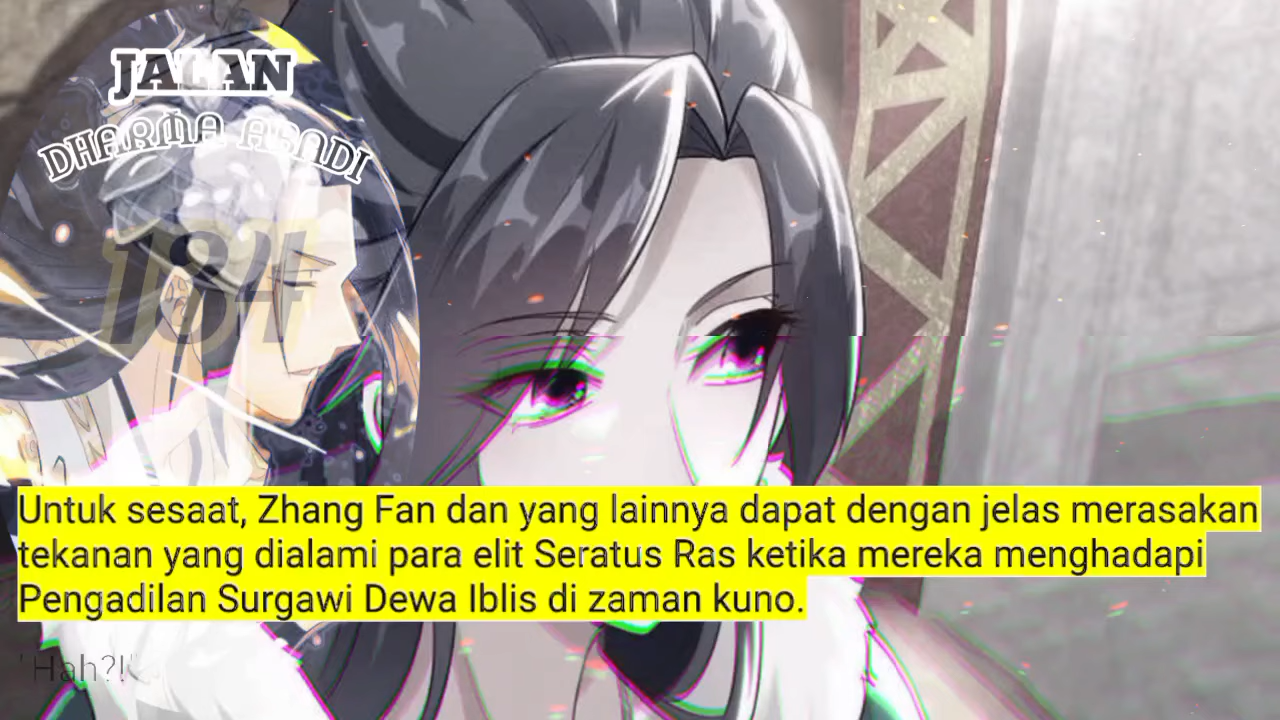 JALAN
DHARMA ABADI
184
Untuk sesaat, Zhang Fan dan yang lainnya dapat dengan jelas merasakan
tekanan yang dialami para elit Seratus Ras ketika mereka menghadapi
Pengadilan Surgawi Dewa Iblis di zaman kuno.
"Hah?!"